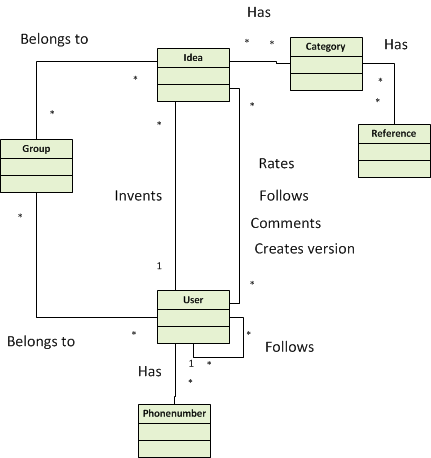 Has
Belongs to
Idea
*
*
Category
Has
*
*
*
*
*
*
Reference
Group
Rates
Invents
Follows
*
Comments
Creates version
1
*
User
*
*
Belongs to
Follows
Has
1
*
*
Phonenumber